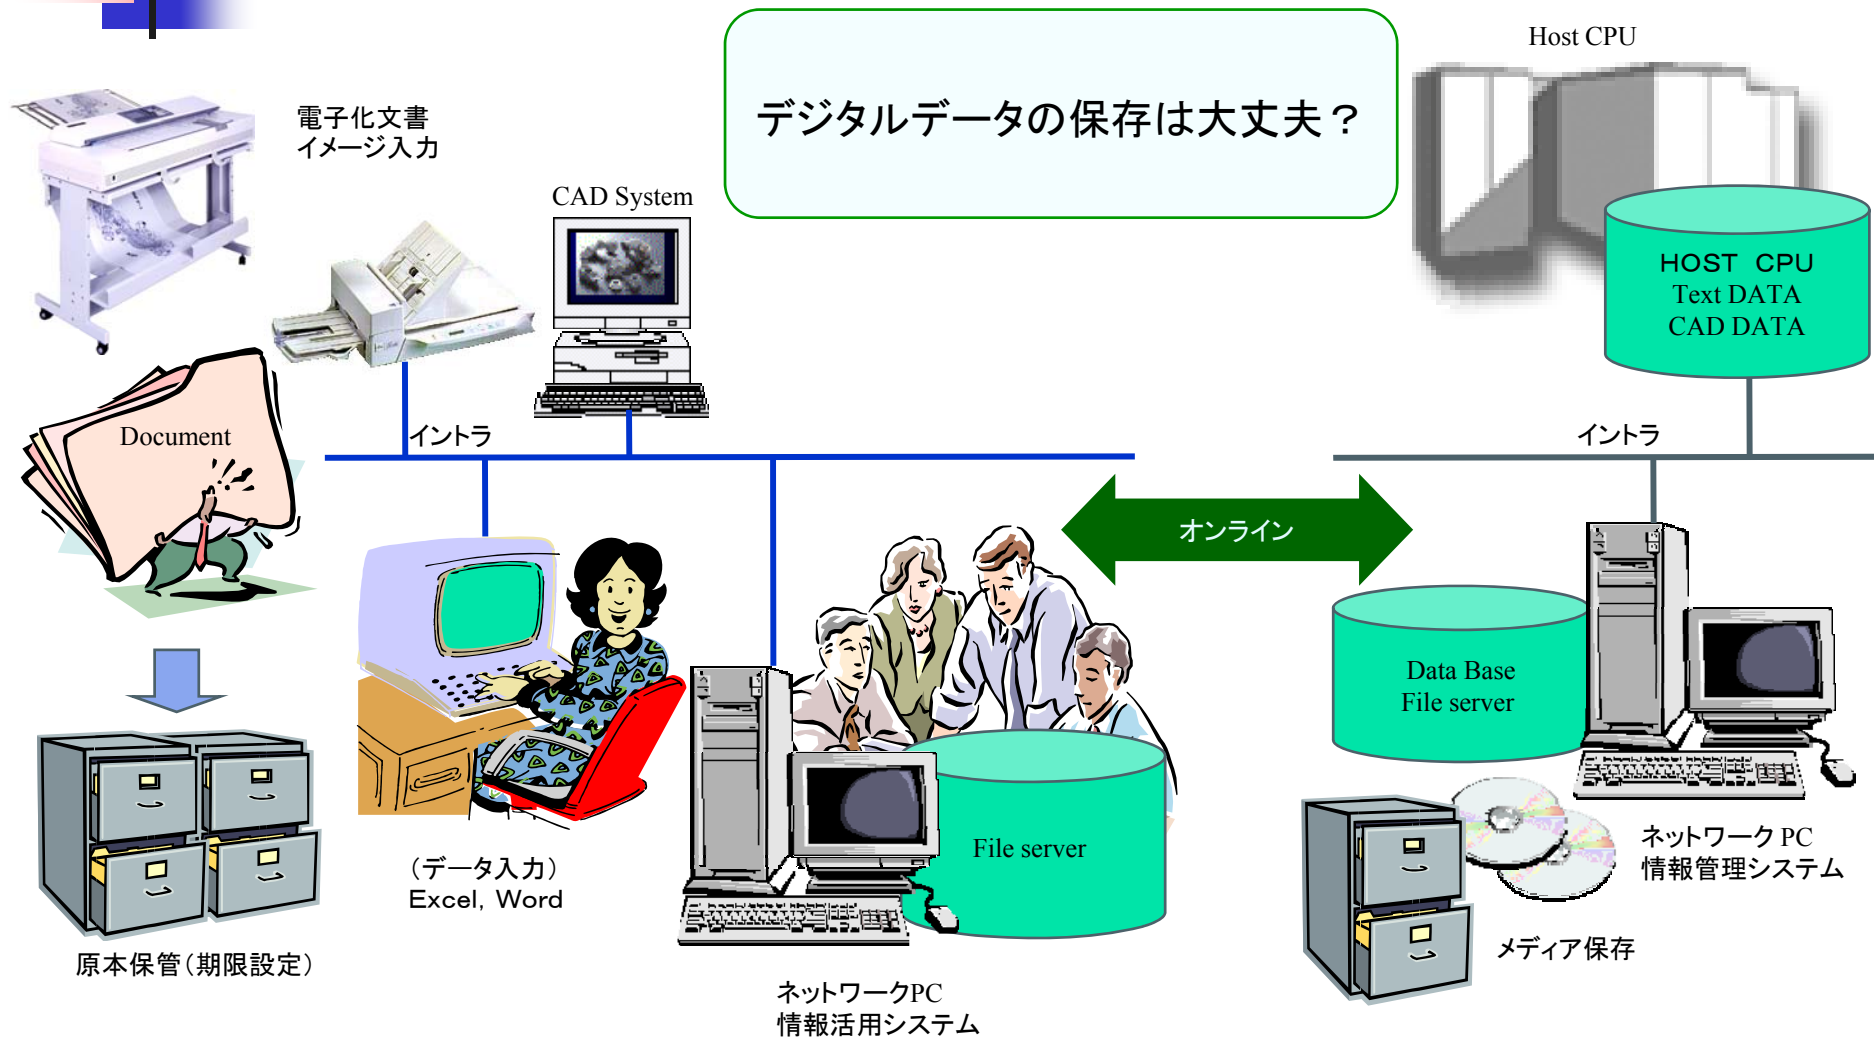 デジタルデータの保存は大丈夫？
Host CPU
電子化文書
イメージ入力
CAD System
ＨＯＳＴ　ＣＰＵ
Text DATA
CAD DATA
Document
イントラ
イントラ
オンライン
Data Base
File server
File server
（データ入力）
Ｅｘｃｅｌ，Ｗｏｒｄ
ネットワーク PC
情報管理システム
メディア保存
原本保管（期限設定）
ネットワークPC
情報活用システム